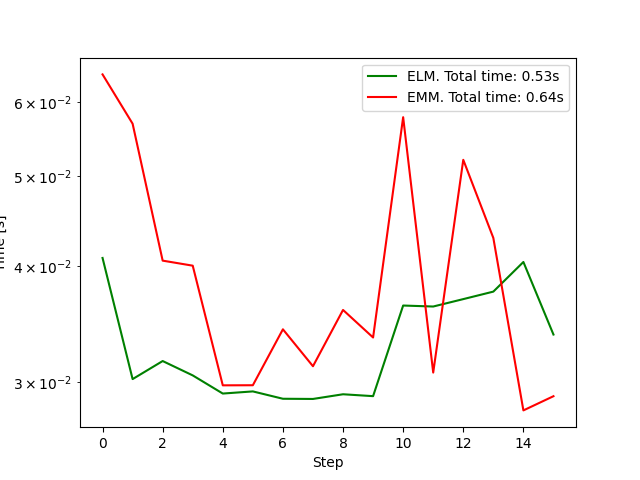 ELM. Total time: 0.53s
EMM. Total time: 0.64s
6 × 10⁻²
5 × 10⁻²
4 × 10⁻²
3 × 10⁻²
Time [s]
0 2 4 6 8 10 12 14
Step